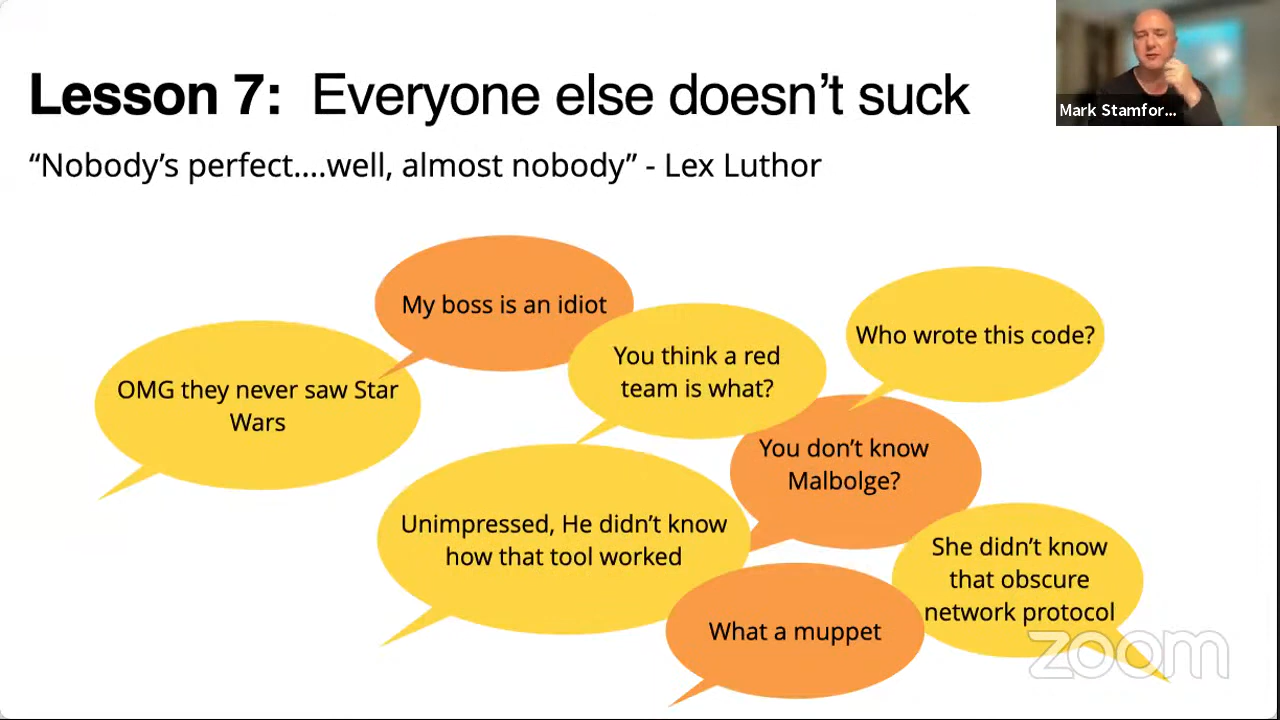 Lesson 7: Everyone else doesn’t suck
“Nobody’s perfect....well, almost nobody” - Lex Luthor
Mark Stamfor...
My boss is an idiot
Who wrote this code?
You think a red
team is what?
OMG they never saw Star
Wars
You don’t know
Malbolge?
Unimpressed, He didn’t know
how that tool worked
She didn’t know
that obscure
network protocol
What a muppet
zoom